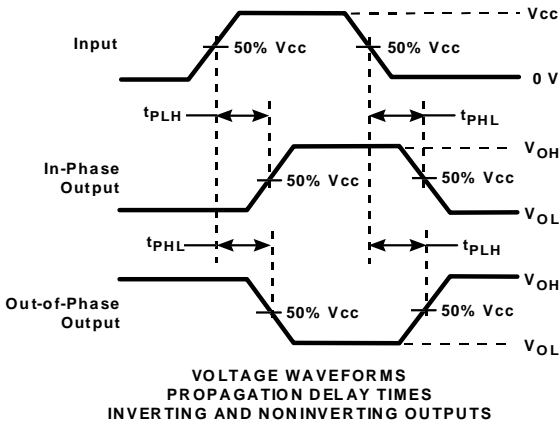 Vcc
Input
50% Vcc
50% Vcc
0 V
tPLH
tPHL
VOH
In-Phase
Output
50% Vcc
50% Vcc
VOL
tPHL
tPLH
VOH
Out-of-Phase
Output
50% Vcc
50% Vcc
VOL
VOLTAGE WAVEFORMS
PROPAGATION DELAY TIMES
INVERTING AND NONINVERTING OUTPUTS